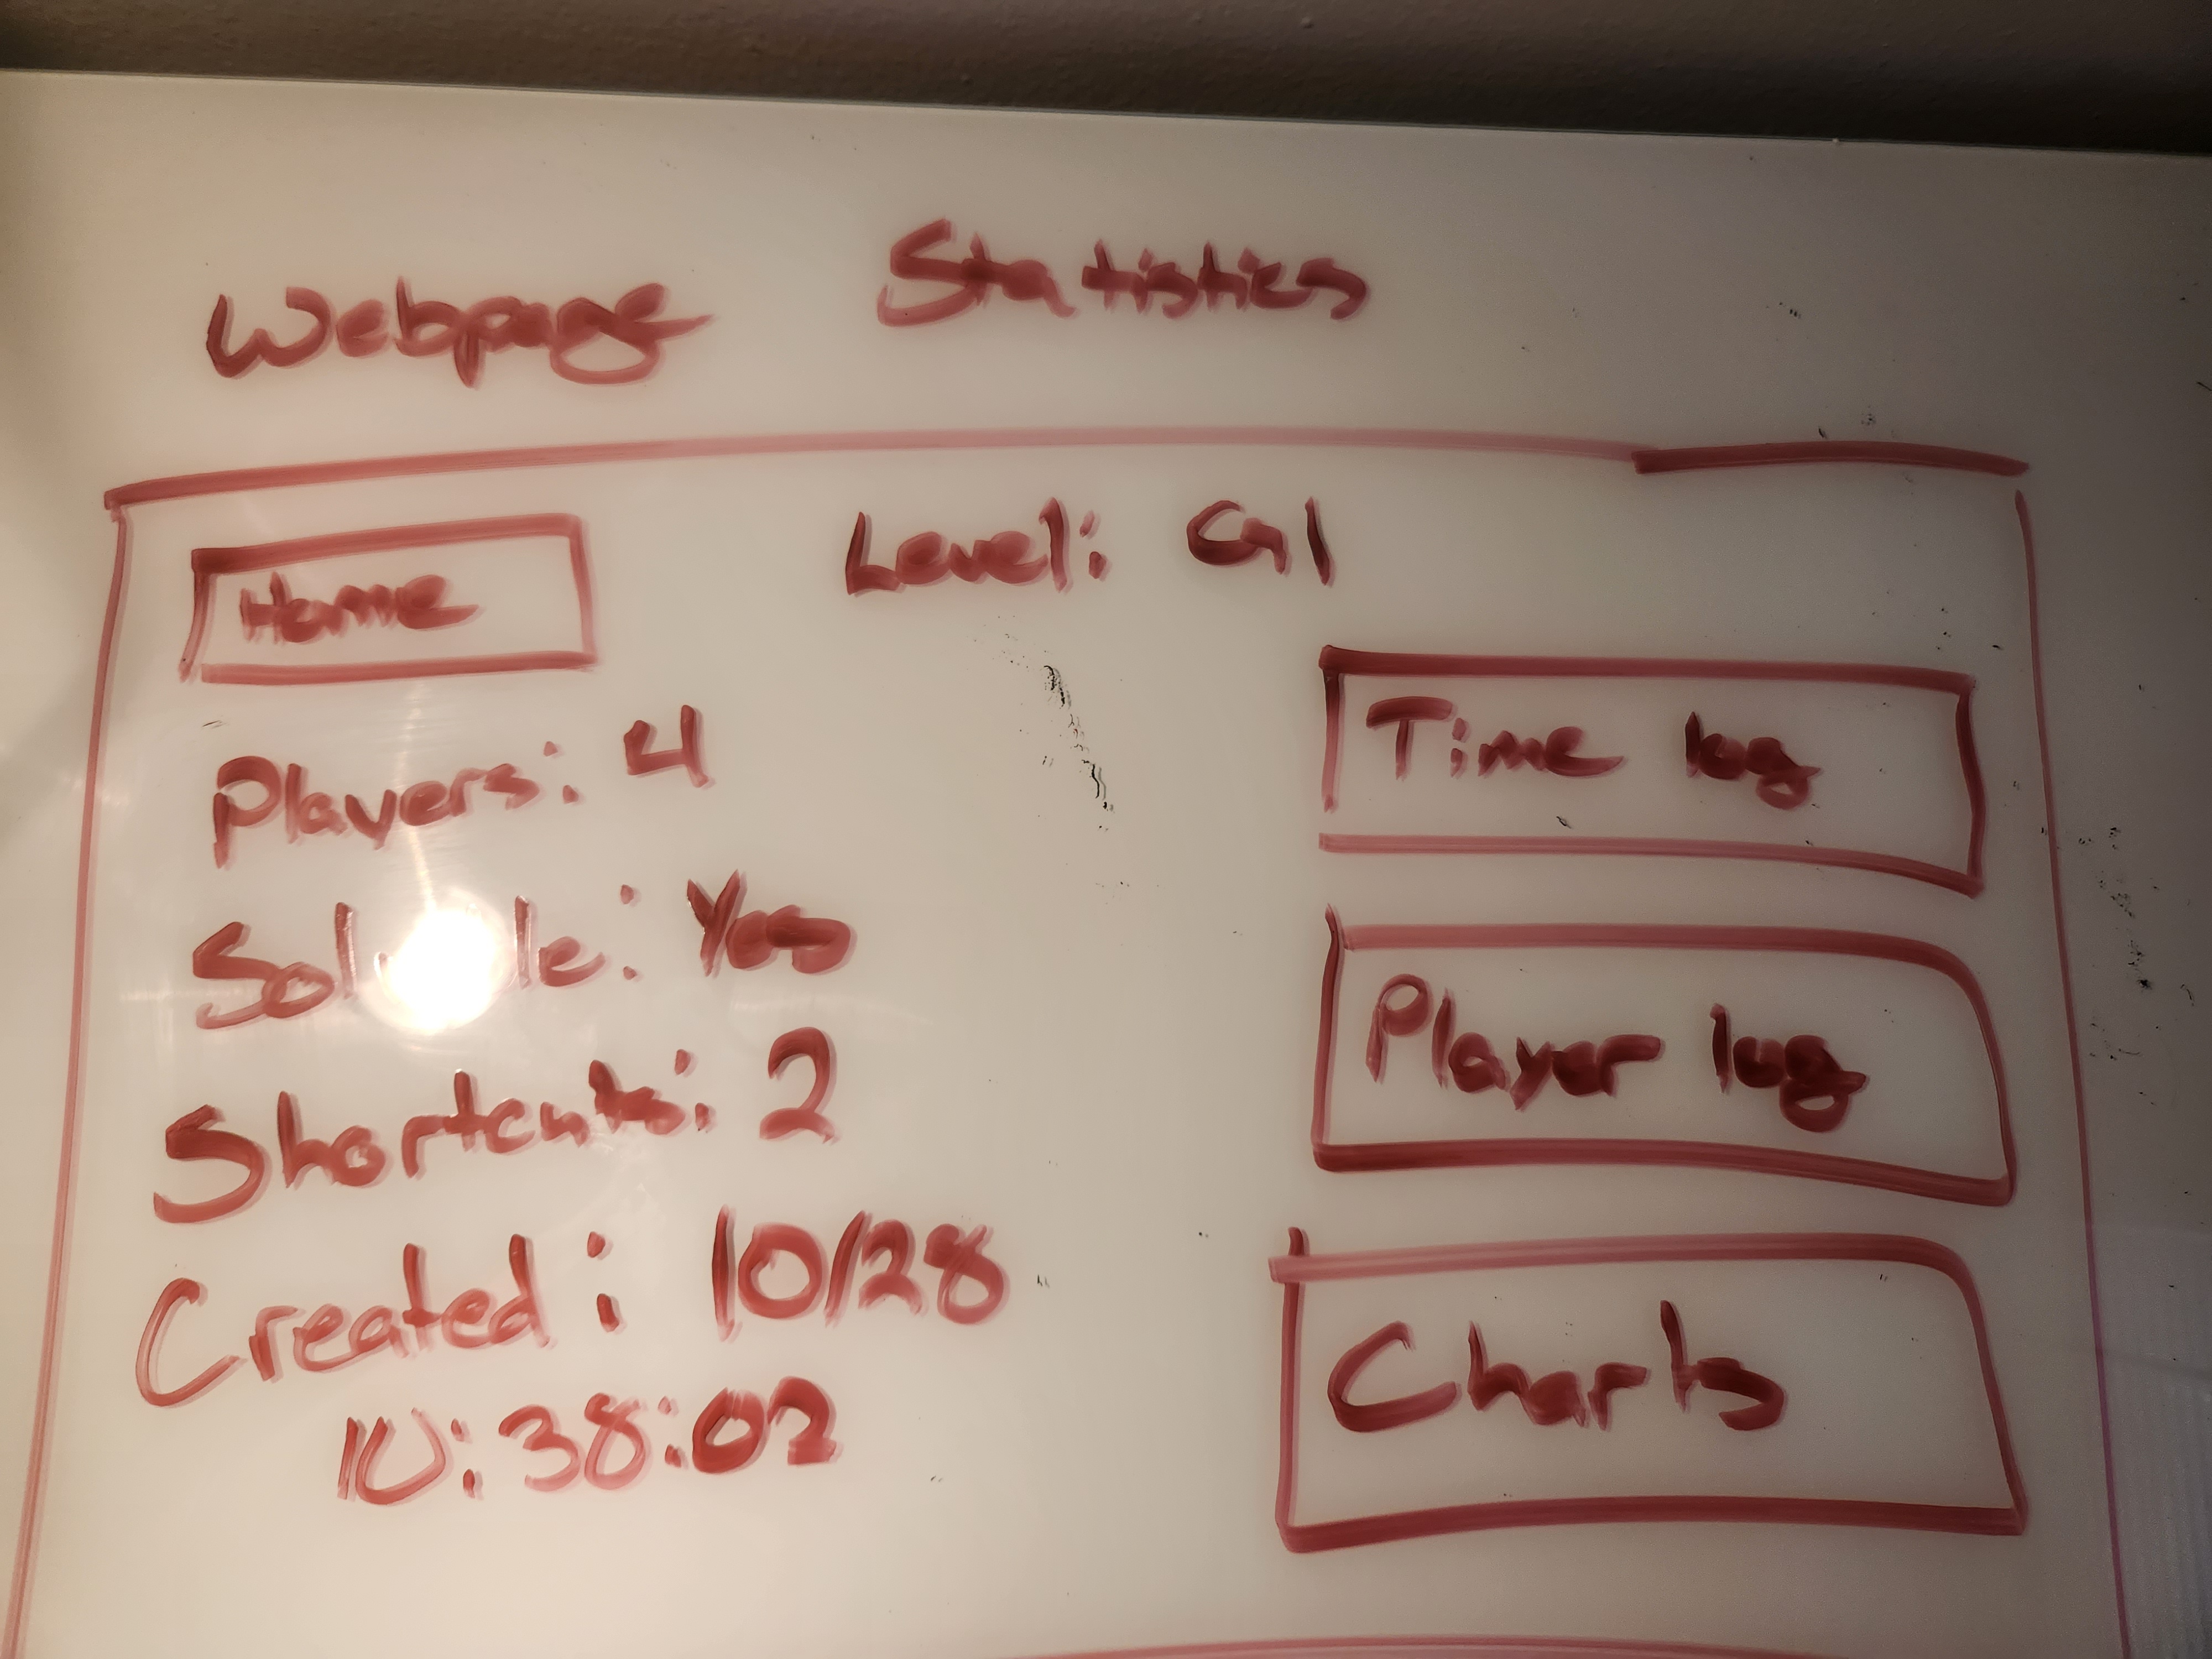 Webpage Statistics
Home
Level: G1
Players: 4
Time log
Solvable: Yes
Shortcuts: 2
Player log
Created: 10/28
Charts
10:38:02